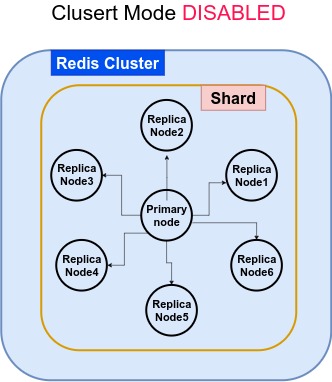 Clusert Mode DISABLED
Redis Cluster
Shard
Replica
Node2
Replica
Node3
Replica
Node1
Primary
node
Replica
Node4
Replica
Node6
Replica
Node5